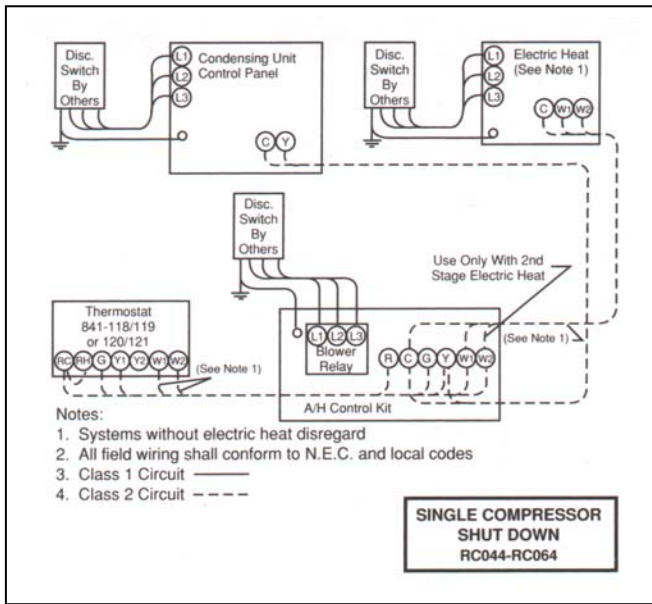 Disc.
Switch
By
Others
L1
L2
L3
Condensing Unit
Control Panel
C Y
Disc.
Switch
By
Others
L1
L2
L3
Electric Heat
(See Note 1)
C W1 W2
Disc.
Switch
By
Others
Use Only With 2nd
Stage Electric Heat
Thermostat
841-118/119
or 120/121
RC RH G Y1 Y2 W1 W2
(See Note 1)
L1 L2 L3
Blower
Relay
R C G Y W1 W2
(See Note 1)
A/H Control Kit
Notes:
1. Systems without electric heat disregard
2. All field wiring shall conform to N.E.C. and local codes
3. Class 1 Circuit
4. Class 2 Circuit
SINGLE COMPRESSOR
SHUT DOWN
RC044-RC064